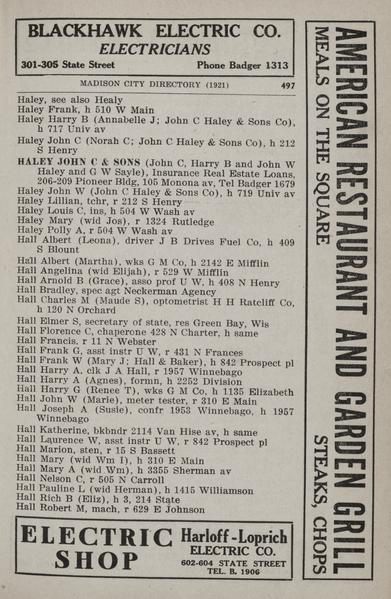 BLACKHAWK ELECTRIC CO.
ELECTRICIANS
301-305 State Street Phone Badger 1313
MADISON CITY DIRECTORY (1921) 497
Haley, see also Healy
Haley Frank, h 510 W Main
Haley Harry B (Annabelle J; John C Haley & Sons Co),
h 717 Univ av
Haley John C (Norah C; John C Haley & Sons Co), h 212
S Henry
HALEY JOHN C & SONS (John C, Harry B and John W
Haley and G W Sayle), Insurance Real Estate Loans,
206-209 Pioneer Bldg, 105 Monona av, Tel Badger 1679
Haley John W (John C Haley & Sons Co), h 719 Univ av
Haley Lillian, tchr, r 212 S Henry
Haley Louis C, ins, h 504 W Wash av
Haley Mary (wid Jos), r 1324 Rutledge
Haley Polly A, r 504 W Wash av
Hall Albert (Leona), driver J B Drives Fuel Co, h 409
S Blount
Hall Albert (Martha), wks G M Co, h 2142 E Mifflin
Hall Angelina (wid Elijah), r 529 W Mifflin
Hall Arnold B (Grace), asso prof U W, h 408 N Henry
Hall Bradley, spec agt Neckerman Agency
Hall Charles M (Maude S), optometrist H H Ratcliff Co,
h 120 N Orchard
Hall Elmer S, secretary of state, res Green Bay, Wis
Hall Florence C, chaperone 428 N Charter, h same
Hall Francis, r 11 N Webster
Hall Frank G, asst instr U W, r 431 N Frances
Hall Frank W (Mary J; Hall & Baker), h 842 Prospect pl
Hall Harry A, clk J A Hall, r 1957 Winnebago
Hall Harry A (Agnes), formn, h 2252 Division
Hall Harry G (Renee T), wks G M Co, h 1135 Elizabeth
Hall John W (Marie), meter tester, r 310 E Main
Hall Joseph A (Susie), confr 1953 Winnebago, h 1957
Winnebago
Hall Katherine, bkbndr 2114 Van Hise av, h same
Hall Laurence W, asst instr U W, r 842 Prospect pl
Hall Marion, sten, r 15 S Bassett
Hall Mary (wid Wm I), h 310 E Main
Hall Mary A (wid Wm), h 3355 Sherman av
Hall Nelson C, r 505 N Carroll
Hall Pauline L (wid Herman), h 1415 Williamson
Hall Rich B (Eliz), h 3, 214 State
Hall Robert M, mach, r 629 E Johnson
ELECTRIC
SHOP
Harloff-Loprich
ELECTRIC CO.
602-604 STATE STREET
TEL. B. 1906
AMERICAN RESTAURANT AND GARDEN GRILL
MEALS ON THE SQUARE STEAKS, CHOPS